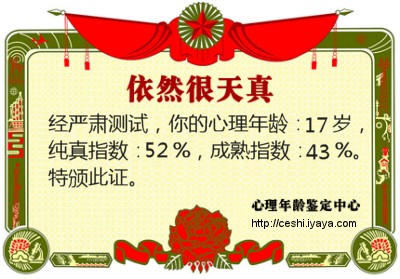 依然很天真
经严肃测试，你的心理年龄：17岁，
纯真指数：52％，成熟指数：43％。
特颁此证。
心理年龄鉴定中心
http://ceshi.iyaya.com